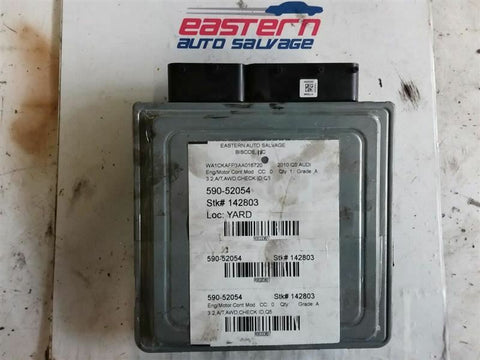 eastern
AUTO SALVAGE
EASTERN AUTO SALVAGE
BISCOE, NC
WA1CKAFP3AA016720 2010 Q5 AUDI
Eng/Motor Cont Mod CC: 0 Qty: 1 Grade: A
3.2,A/T,AWD,CHECK ID,Q5
590-52054
Stk# 142803
Loc: YARD
590-52054 Stk# 142803
590-52054 Stk# 142803
Eng/Motor Cont Mod CC: 0 Qty: Grade: A
3.2,A/T,AWD,CHECK ID,Q5